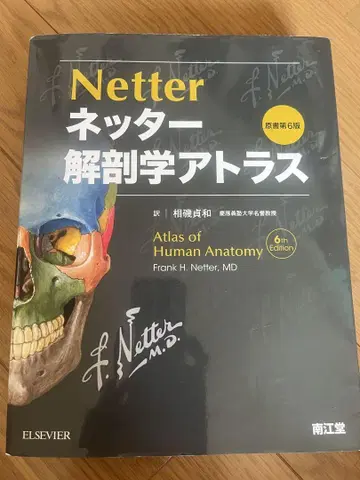 Netter
ネッター
原書第6版
解剖学アトラス
訳 相磯貞和 慶應義塾大学名誉教授
Atlas of
Human Anatomy
6th
Edition
Frank H. Netter, MD
F. Netter
M.D.
ELSEVIER
南江堂